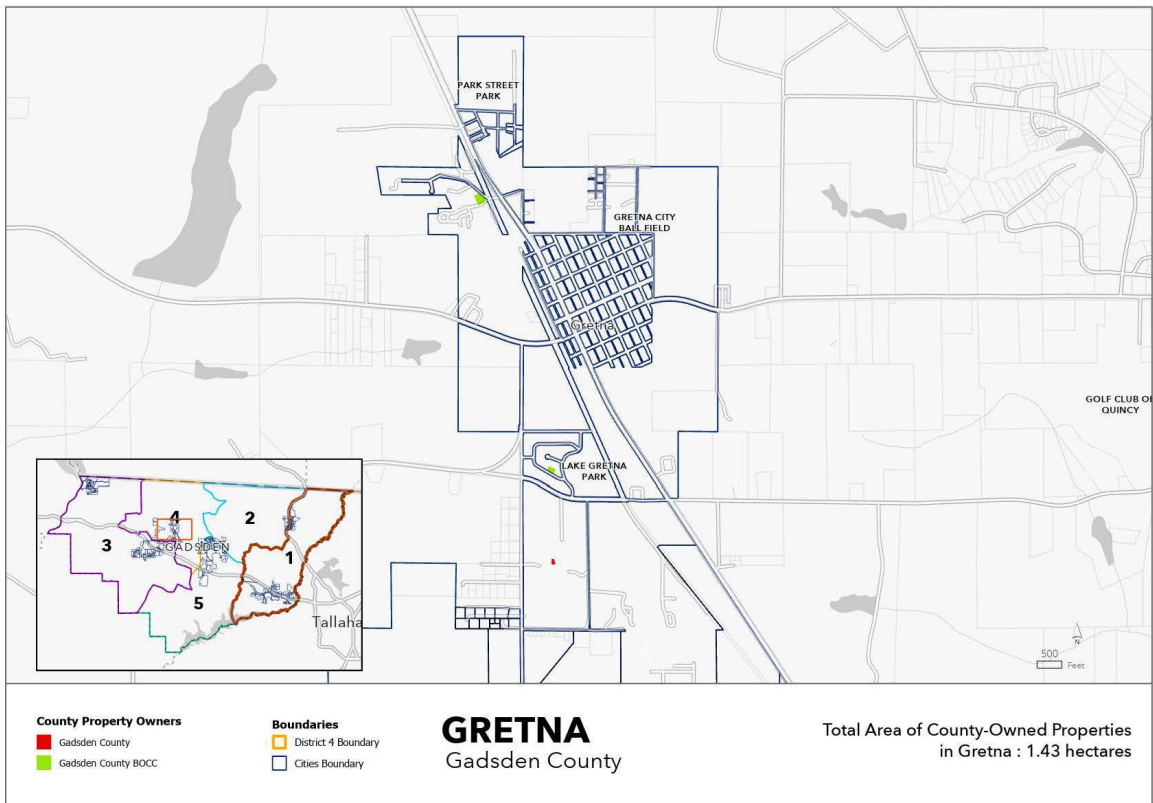 PARK STREET
PARK
GRETNA CITY
BALL FIELD
Gretna
GOLF CLUB OF
QUINCY
LAKE GRETNA
PARK
4
2
3
GADSDEN
1
5
Tallaha
N
500
Feet
County Property Owners
Gadsden County
Gadsden County BOCC
Boundaries
District 4 Boundary
Cities Boundary
GRETNA
Gadsden County
Total Area of County-Owned Properties
in Gretna : 1.43 hectares